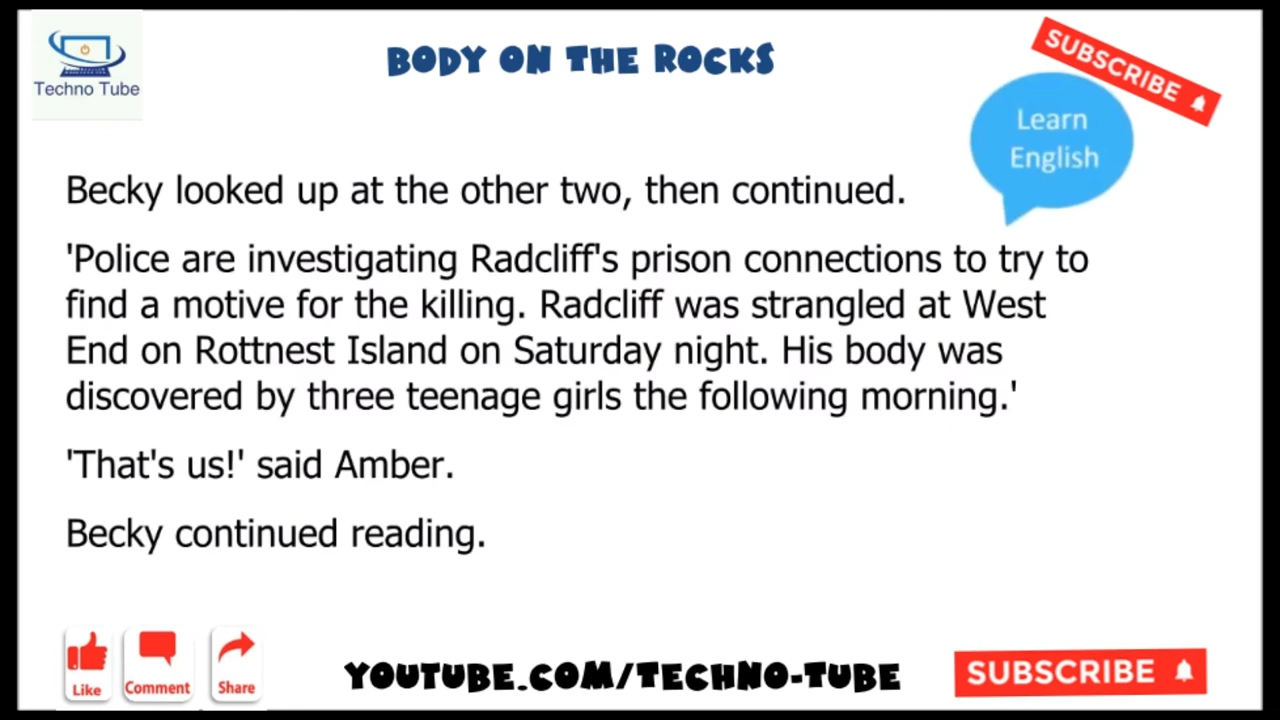 Techno Tube
BODY ON THE ROCKS
SUBSCRIBE
Learn
English
Becky looked up at the other two, then continued.
'Police are investigating Radcliff's prison connections to try to
find a motive for the killing. Radcliff was strangled at West
End on Rottnest Island on Saturday night. His body was
discovered by three teenage girls the following morning.'
'That's us!' said Amber.
Becky continued reading.
Like
Comment
Share
YOUTUBE.COM/TECHNO-TUBE
SUBSCRIBE